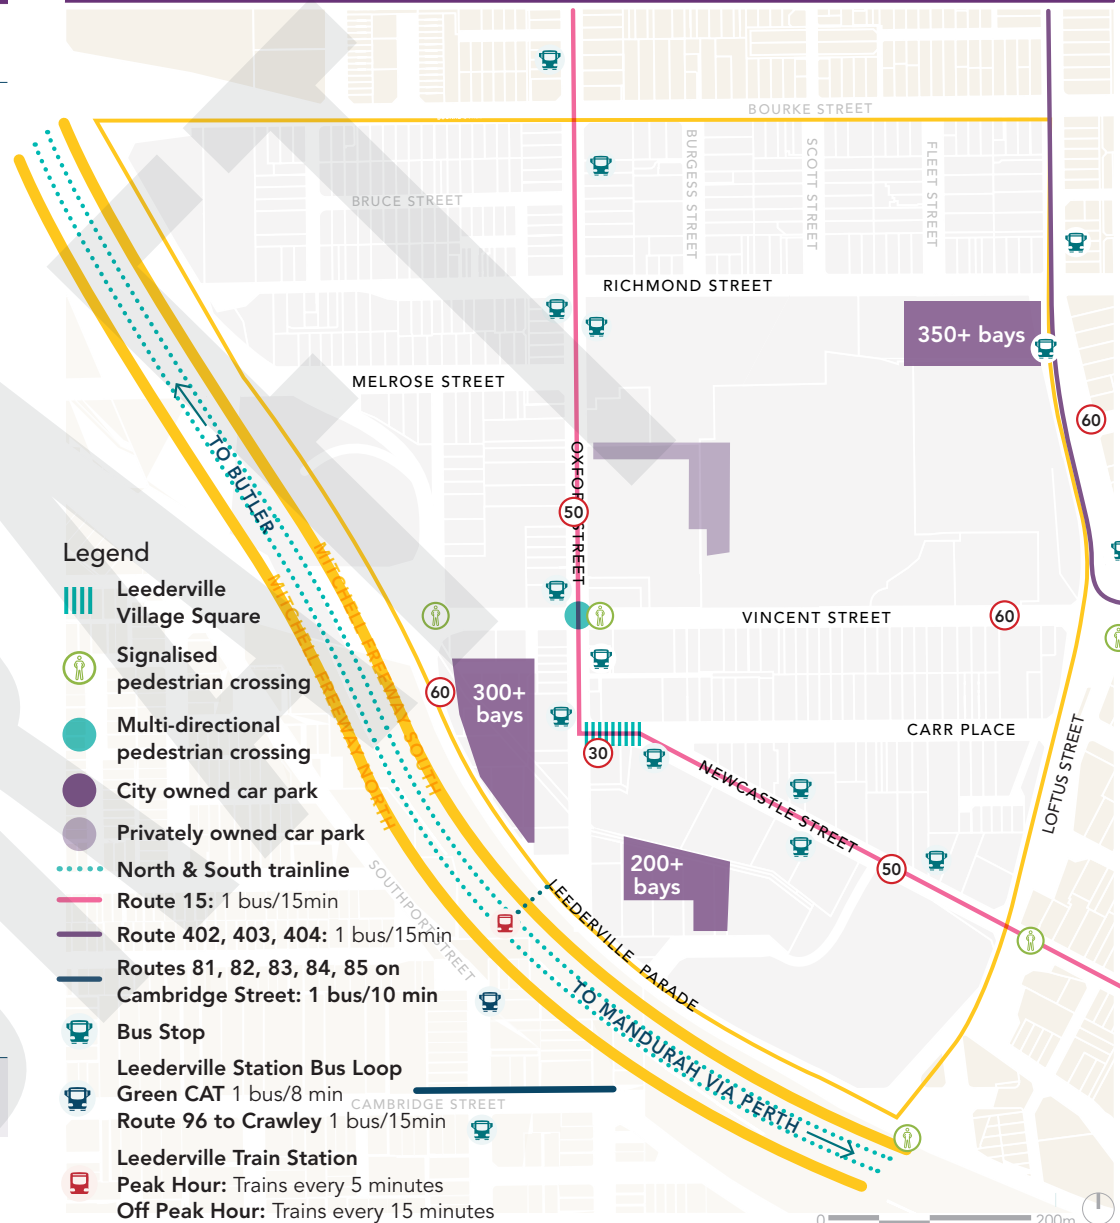 BOURKE STREET
BURGESS STREET
SCOTT STREET
FLEET STREET
BRUCE STREET
RICHMOND STREET
350+ bays
MELROSE STREET
60
TO BUTLER
OXFORD STREET
50
MITCHELL FREEWAY SOUTH
MITCHELL FREEWAY NORTH
VINCENT STREET
60
60
300+
bays
CARR PLACE
30
NEWCASTLE STREET
LOFTUS STREET
200+
bays
50
LEEDERVILLE PARADE
SOUTHPORT STREET
TO MANDURAH VIA PERTH
CAMBRIDGE STREET
Legend
Leederville
Village Square
Signalised
pedestrian crossing
Multi-directional
pedestrian crossing
City owned car park
Privately owned car park
North & South trainline
Route 15: 1 bus/15min
Route 402, 403, 404: 1 bus/15min
Routes 81, 82, 83, 84, 85 on
Cambridge Street: 1 bus/10 min
Bus Stop
Leederville Station Bus Loop
Green CAT 1 bus/8 min
Route 96 to Crawley 1 bus/15min
Leederville Train Station
Peak Hour: Trains every 5 minutes
Off Peak Hour: Trains every 15 minutes
0
200m